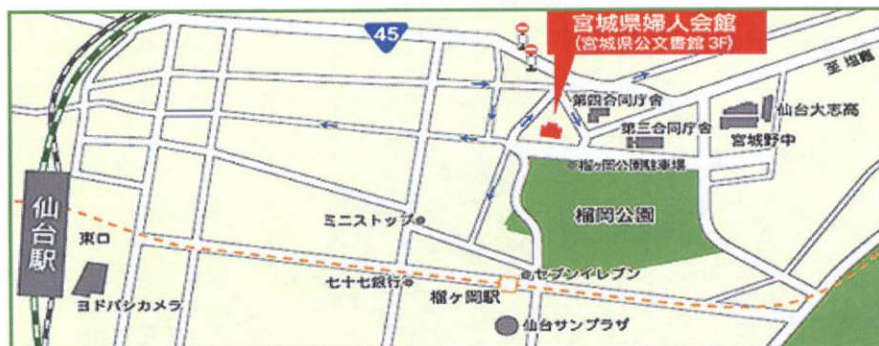 45
宮城県婦人会館
(宮城県公文書館 3F)
至 塩竈
第四合同庁舎
仙台大志高
第三合同庁舎
宮城野中
榴ヶ岡公園駐車場
仙台駅
ミニストップ
榴岡公園
東口
セブンイレブン
七十七銀行
榴ヶ岡駅
ヨドバシカメラ
仙台サンプラザ